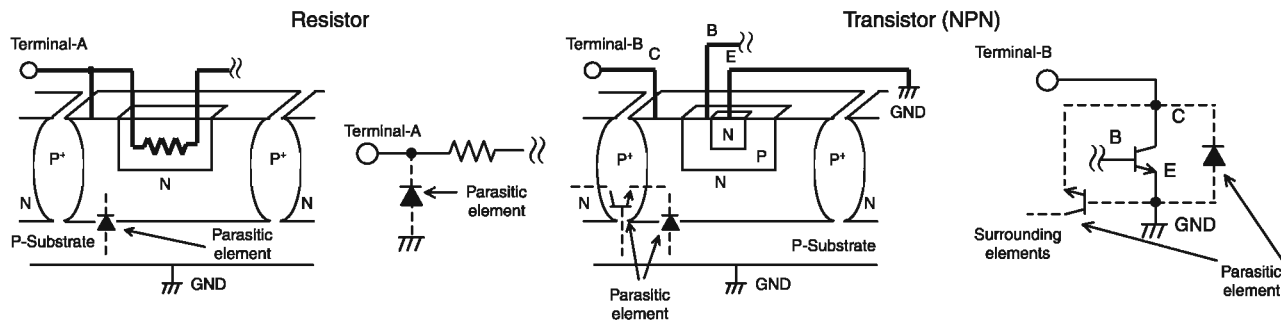 Resistor
Terminal-A
P+
P+
N
N
N
P-Substrate
Parasitic
element
GND
Terminal-A
Parasitic
element
Transistor (NPN)
Terminal-B
C
B
E
GND
P+
N
P
P+
N
N
N
P-Substrate
GND
Parasitic
element
Terminal-B
C
B
E
GND
Surrounding
elements
Parasitic
element